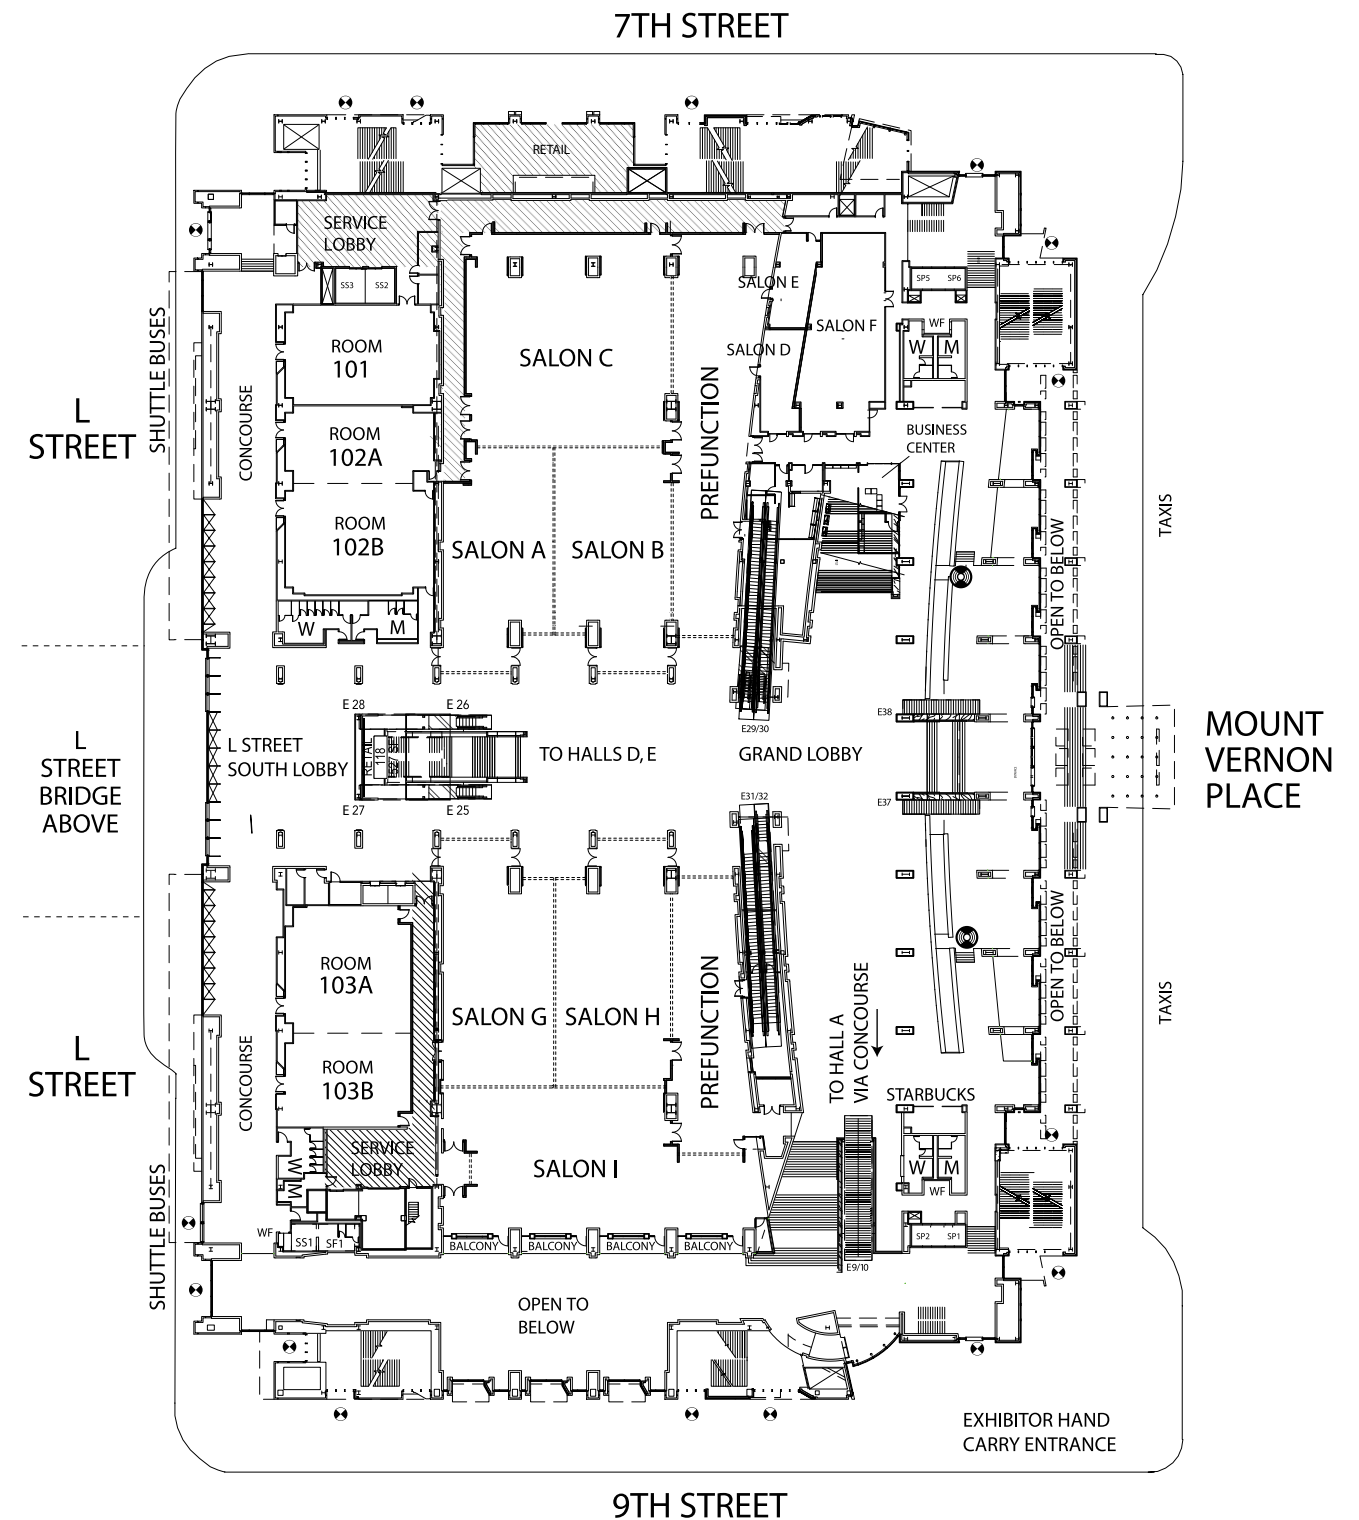 7TH STREET
RETAIL
SERVICE
LOBBY
SS3
SS2
SP5
SP6
SALON E
SALON F
WF
W
M
SHUTTLE BUSES
ROOM
101
SALON C
SALON D
PREFUNCTION
L
STREET
CONCOURSE
ROOM
102A
BUSINESS
CENTER
TAXIS
ROOM
102B
SALON A
SALON B
OPEN TO BELOW
W
M
E 28
E 26
E38
E29/30
L
STREET
BRIDGE
ABOVE
L STREET
SOUTH LOBBY
RETAIL
118
TO HALLS D, E
GRAND LOBBY
MOUNT
VERNON
PLACE
E 27
E 25
E31/32
E37
OPEN TO BELOW
ROOM
103A
SALON G
SALON H
PREFUNCTION
TO HALL A
VIA CONCOURSE
TAXIS
L
STREET
CONCOURSE
ROOM
103B
STARBUCKS
SERVICE
LOBBY
W
M
SALON I
W
M
WF
SHUTTLE BUSES
WF
SS1
SF1
BALCONY
BALCONY
BALCONY
BALCONY
SP2
SP1
E9/10
OPEN TO
BELOW
EXHIBITOR HAND
CARRY ENTRANCE
9TH STREET